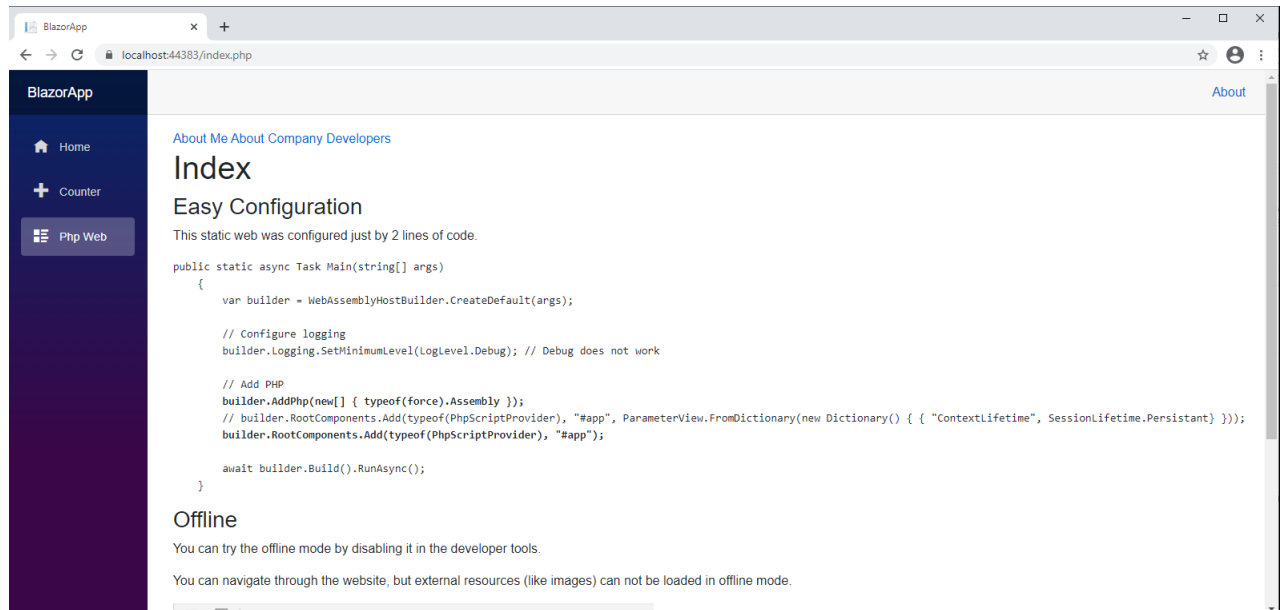 BlazorApp
localhost:44383/index.php
BlazorApp
About
Home
Counter
Php Web
About Me About Company Developers
Index
Easy Configuration
This static web was configured just by 2 lines of code.
public static async Task Main(string[] args)
{
var builder = WebAssemblyHostBuilder.CreateDefault(args);
// Configure logging
builder.Logging.SetMinimumLevel(LogLevel.Debug); // Debug does not work
// Add PHP
builder.AddPhp(new[] { typeof(force).Assembly });
// builder.RootComponents.Add(typeof(PhpScriptProvider), "#app", ParameterView.FromDictionary(new Dictionary() { { "ContextLifetime", SessionLifetime.Persistant} }));
builder.RootComponents.Add(typeof(PhpScriptProvider), "#app");
await builder.Build().RunAsync();
}
Offline
You can try the offline mode by disabling it in the developer tools.
You can navigate through the website, but external resources (like images) can not be loaded in offline mode.